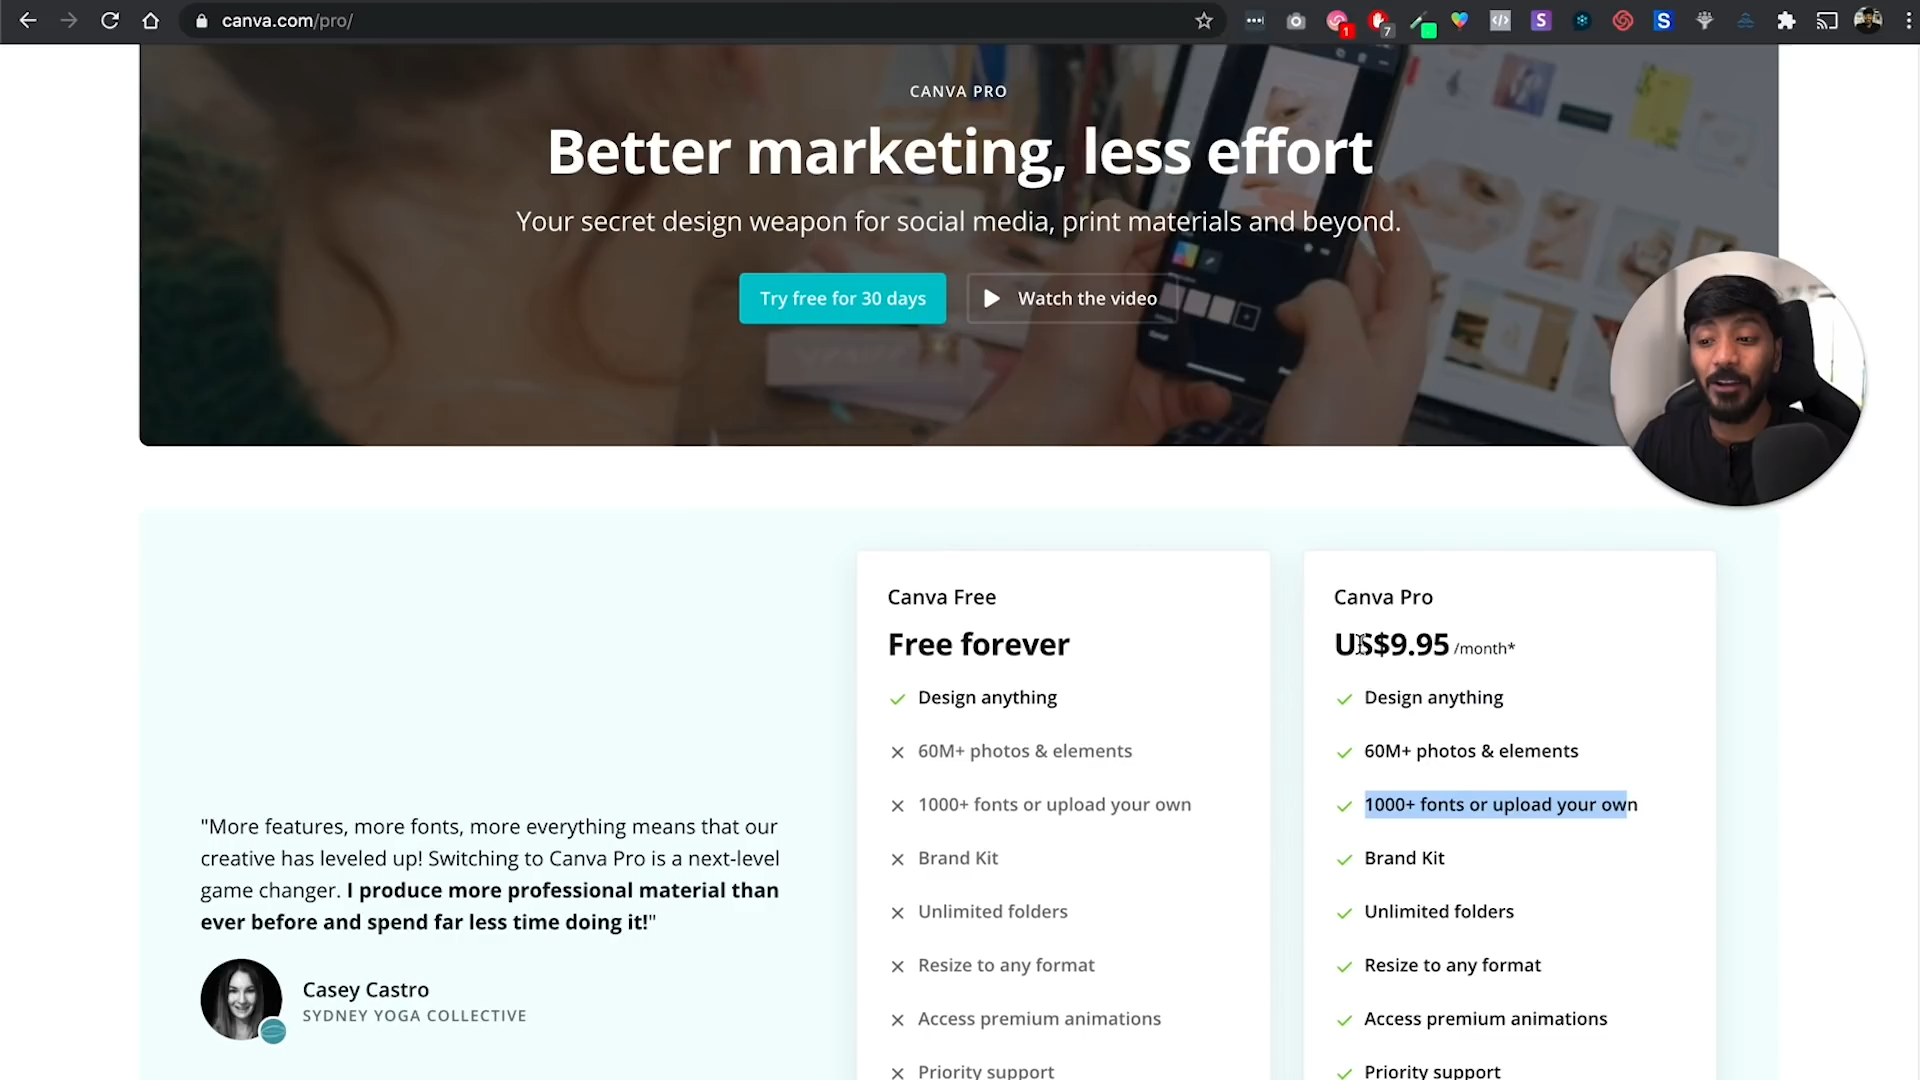 canva.com/pro/
1
7
CANVA PRO
Better marketing, less effort
Your secret design weapon for social media, print materials and beyond.
Try free for 30 days
Watch the video
Canva Free
Free forever
Design anything
60M+ photos & elements
1000+ fonts or upload your own
Brand Kit
Unlimited folders
Resize to any format
Access premium animations
Priority support
Canva Pro
US$9.95 /month*
Design anything
60M+ photos & elements
1000+ fonts or upload your own
Brand Kit
Unlimited folders
Resize to any format
Access premium animations
Priority support
"More features, more fonts, more everything means that our
creative has leveled up! Switching to Canva Pro is a next-level
game changer. I produce more professional material than
ever before and spend far less time doing it!"
Casey Castro
SYDNEY YOGA COLLECTIVE